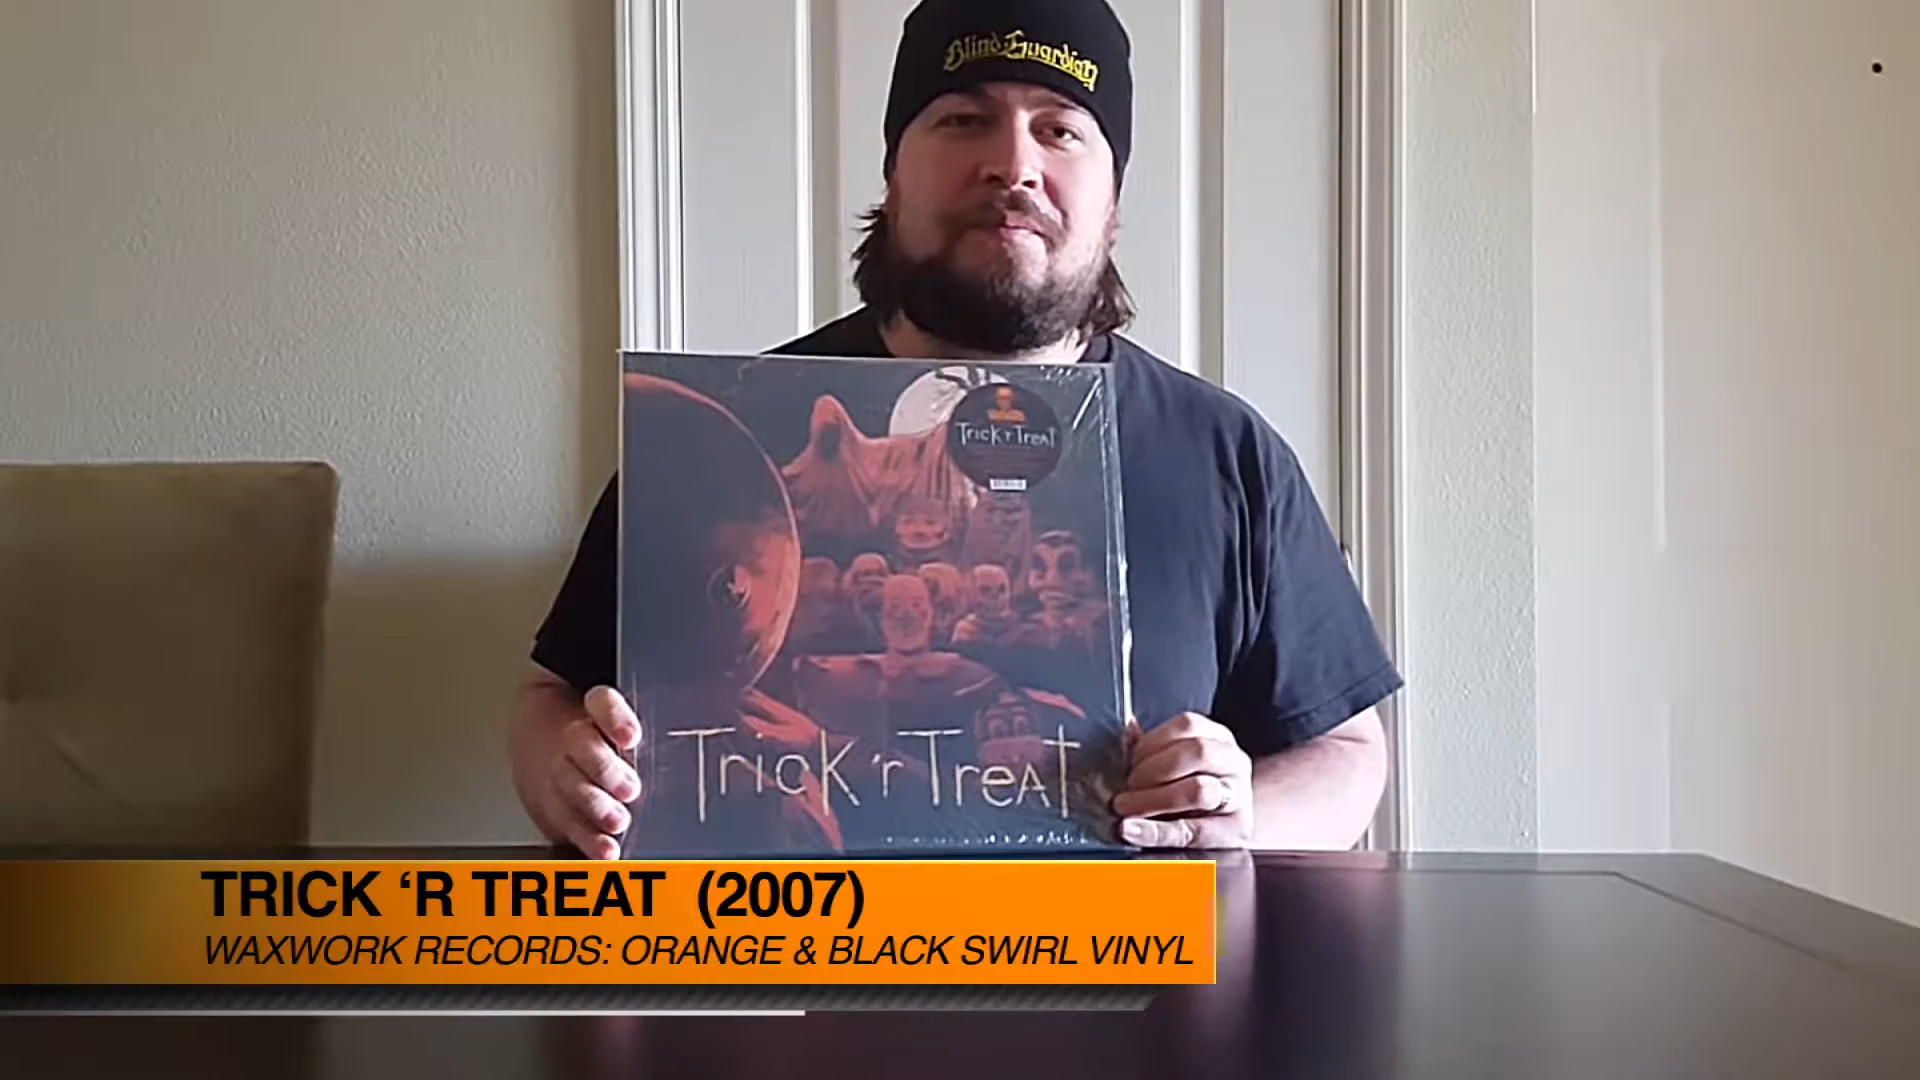 Blind Guardian
Trick 'r Treat
Trick 'r Treat
TRICK ‘R TREAT (2007)
WAXWORK RECORDS: ORANGE & BLACK SWIRL VINYL